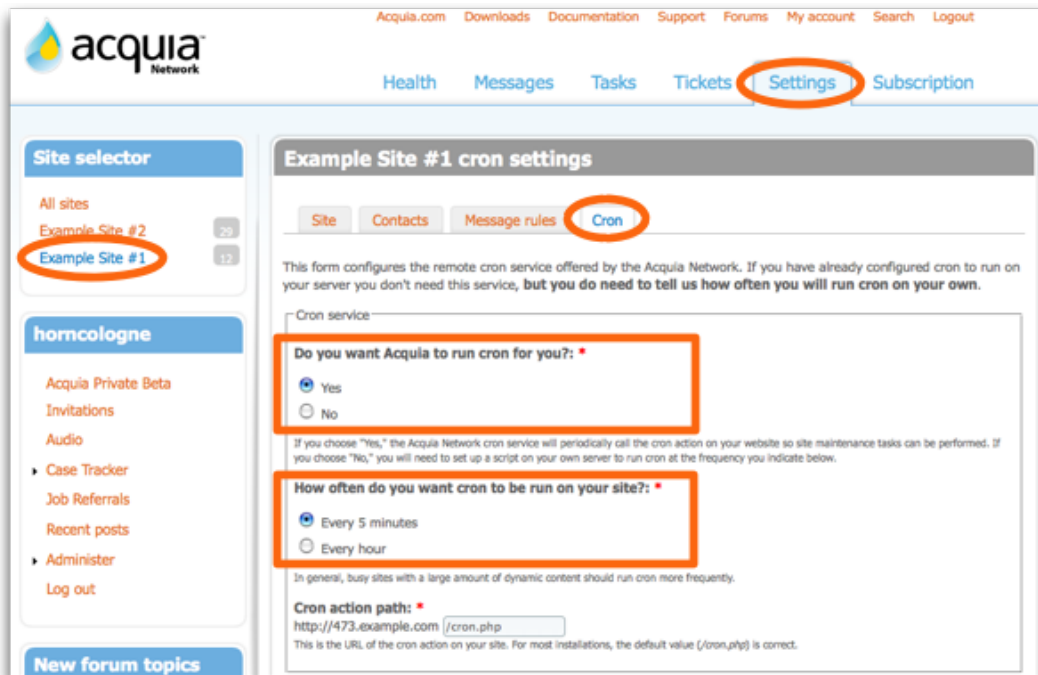 Acquia.com Downloads Documentation Support Forums My account Search Logout
acquia
Network
Health Messages Tasks Tickets Settings Subscription
Site selector
All sites
Example Site #2 29
Example Site #1 12
horncologne
Acquia Private Beta
Invitations
Audio
Case Tracker
Job Referrals
Recent posts
Administer
Log out
New forum topics
Example Site #1 cron settings
Site Contacts Message rules Cron
This form configures the remote cron service offered by the Acquia Network. If you have already configured cron to run on
your server you don't need this service, but you do need to tell us how often you will run cron on your own.
Cron service
Do you want Acquia to run cron for you?: *
Yes
No
If you choose "Yes," the Acquia Network cron service will periodically call the cron action on your website so site maintenance tasks can be performed. If
you choose "No," you will need to set up a script on your own server to run cron at the frequency you indicate below.
How often do you want cron to be run on your site?: *
Every 5 minutes
Every hour
In general, busy sites with a large amount of dynamic content should run cron more frequently.
Cron action path: *
http://473.example.com /cron.php
This is the URL of the cron action on your site. For most installations, the default value (/cron.php) is correct.